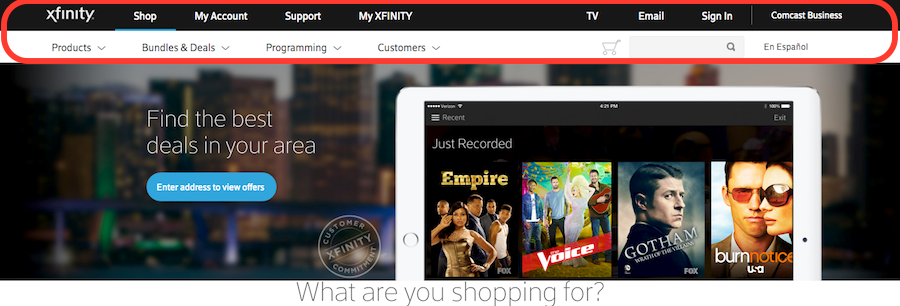 xfinity Shop My Account Support My XFINITY TV Email Sign In Comcast Business
Products Bundles & Deals Programming Customers En Español
Find the best
deals in your area
Enter address to view offers
CUSTOMER
XFINITY
COMMITMENT
Verizon 4:21 PM 100%
Recent Exit
Just Recorded
Empire
FOX
the
Voice
GOTHAM
WRATH OF THE VILLAINS
FOX
burn notice
usa
What are you shopping for?